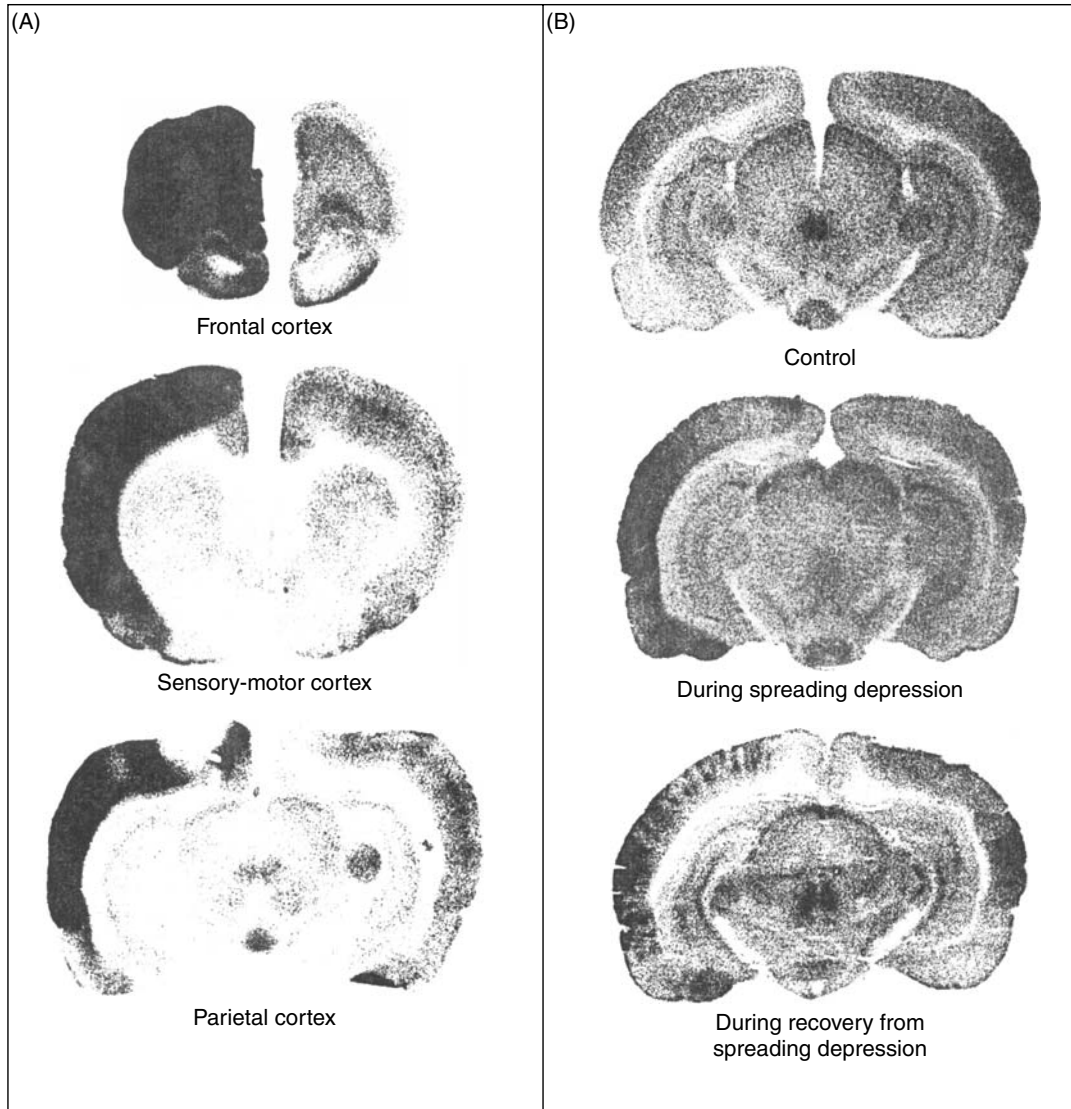 (A)
Frontal cortex
Sensory-motor cortex
Parietal cortex
(B)
Control
During spreading depression
During recovery from
spreading depression